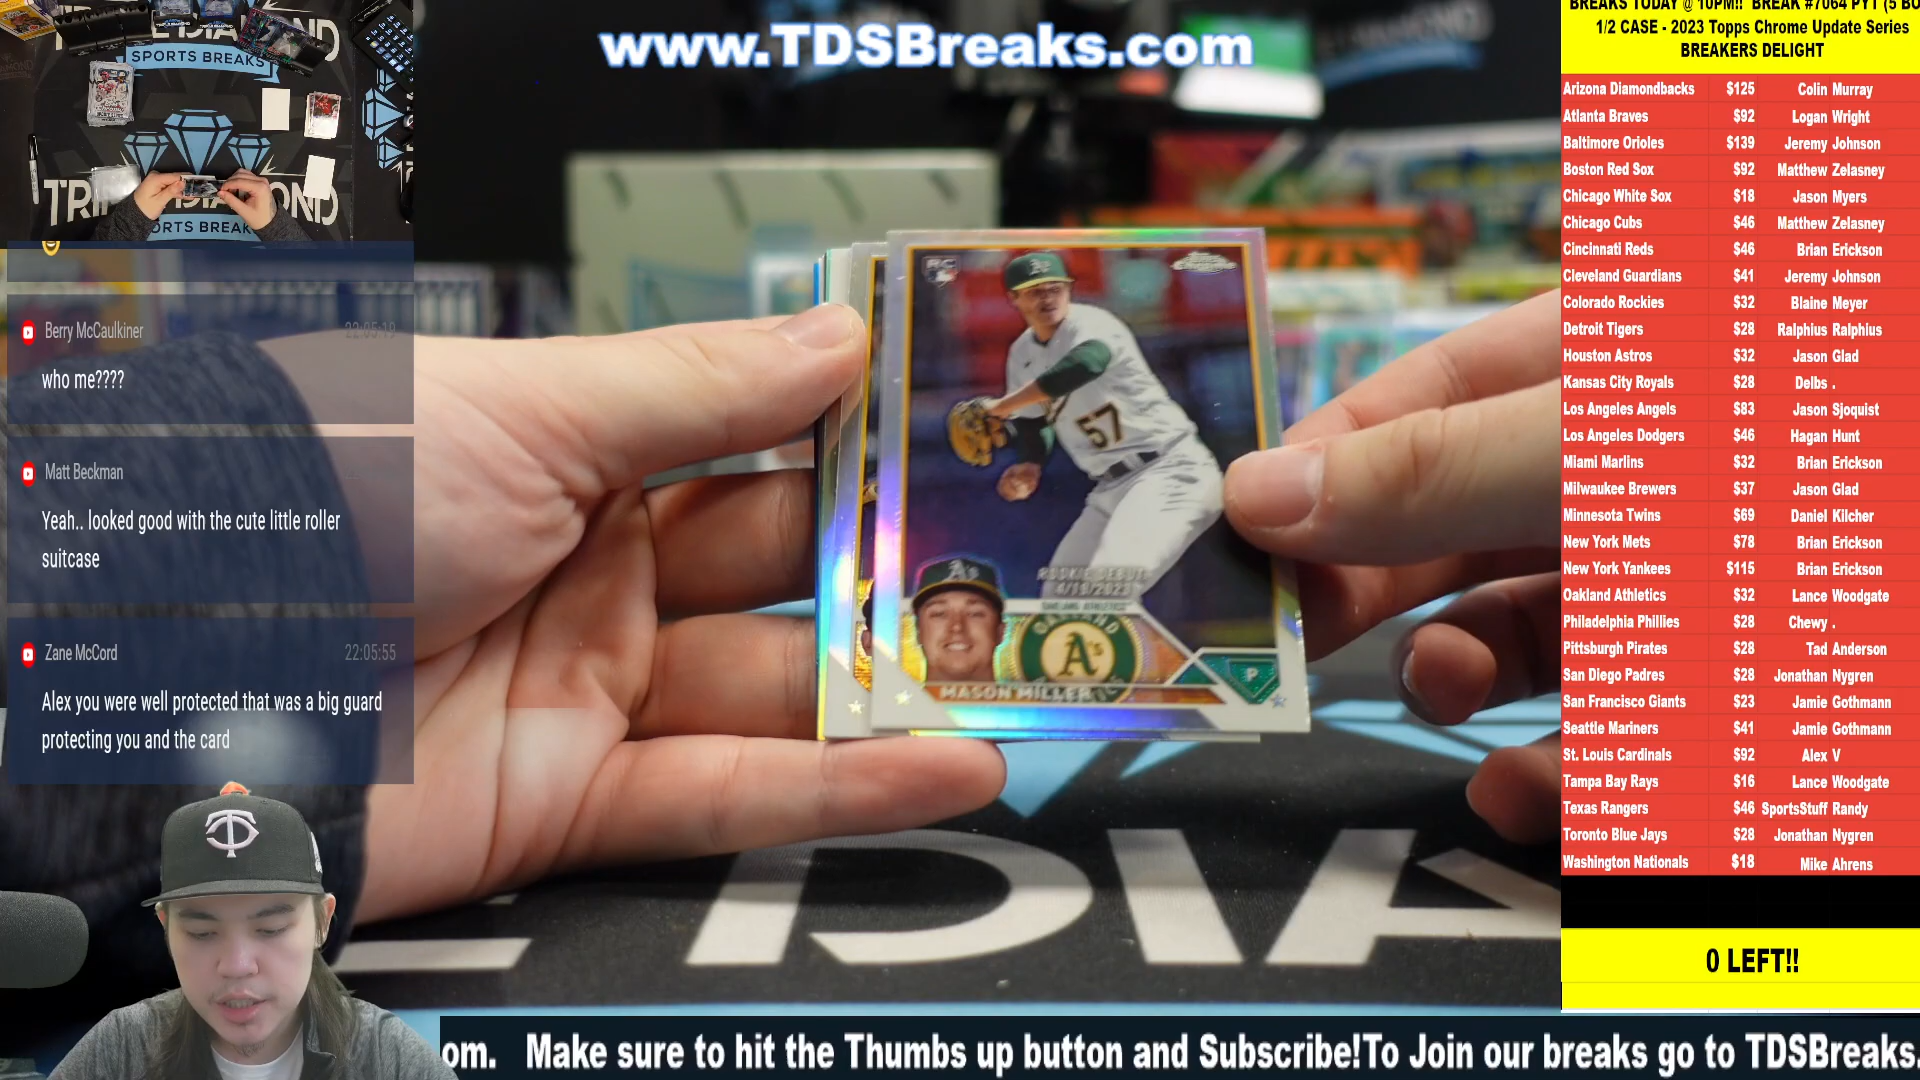 www.TDSBreaks.com
SPORTS BREAKS
Berry McCaulkiner 22:05:19
who me????
Matt Beckman
Yeah.. looked good with the cute little roller
suitcase
Zane McCord 22:05:55
Alex you were well protected that was a big guard
protecting you and the card
RC
57
ROOKIE DEBUT
OAKLAND ATHLETICS
A's
MASON MILLER
P
BREAKS TODAY @ 10PM!! BREAK #7064 PYT (5 BO
1/2 CASE - 2023 Topps Chrome Update Series
BREAKERS DELIGHT
Arizona Diamondbacks $125 Colin Murray
Atlanta Braves $92 Logan Wright
Baltimore Orioles $139 Jeremy Johnson
Boston Red Sox $92 Matthew Zelasney
Chicago White Sox $18 Jason Myers
Chicago Cubs $46 Matthew Zelasney
Cincinnati Reds $46 Brian Erickson
Cleveland Guardians $41 Jeremy Johnson
Colorado Rockies $32 Blaine Meyer
Detroit Tigers $28 Ralphius Ralphius
Houston Astros $32 Jason Glad
Kansas City Royals $28 Delbs .
Los Angeles Angels $83 Jason Sjoquist
Los Angeles Dodgers $46 Hagan Hunt
Miami Marlins $32 Brian Erickson
Milwaukee Brewers $37 Jason Glad
Minnesota Twins $69 Daniel Kilcher
New York Mets $78 Brian Erickson
New York Yankees $115 Brian Erickson
Oakland Athletics $32 Lance Woodgate
Philadelphia Phillies $28 Chewy .
Pittsburgh Pirates $28 Tad Anderson
San Diego Padres $28 Jonathan Nygren
San Francisco Giants $23 Jamie Gothmann
Seattle Mariners $41 Jamie Gothmann
St. Louis Cardinals $92 Alex V
Tampa Bay Rays $16 Lance Woodgate
Texas Rangers $46 SportsStuff Randy
Toronto Blue Jays $28 Jonathan Nygren
Washington Nationals $18 Mike Ahrens
0 LEFT!!
om. Make sure to hit the Thumbs up button and Subscribe!To Join our breaks go to TDSBreaks.